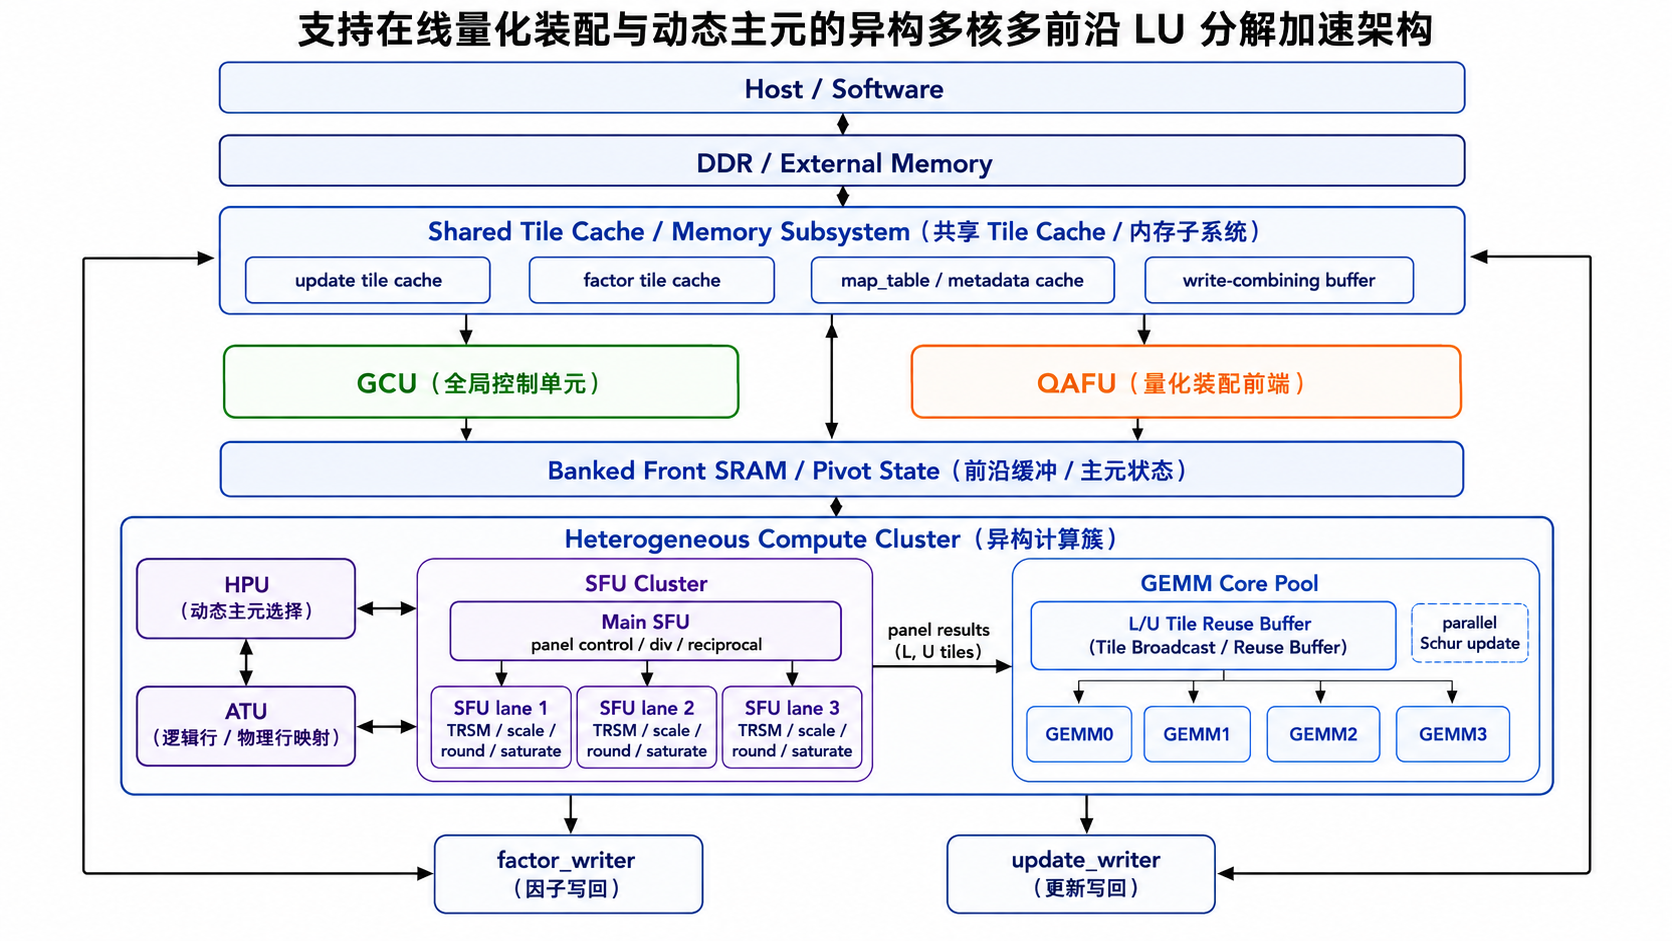 支持在线量化装配与动态主元的异构多核多前沿 LU 分解加速架构
Host / Software
DDR / External Memory
Shared Tile Cache / Memory Subsystem（共享 Tile Cache / 内存子系统）
update tile cache
factor tile cache
map_table / metadata cache
write-combining buffer
GCU（全局控制单元）
QAFU（量化装配前端）
Banked Front SRAM / Pivot State（前沿缓冲 / 主元状态）
Heterogeneous Compute Cluster（异构计算簇）
HPU
（动态主元选择）
ATU
（逻辑行 / 物理行映射）
SFU Cluster
Main SFU
panel control / div / reciprocal
SFU lane 1
TRSM / scale /
round / saturate
SFU lane 2
TRSM / scale /
round / saturate
SFU lane 3
TRSM / scale /
round / saturate
panel results
（L, U tiles）
GEMM Core Pool
L/U Tile Reuse Buffer
(Tile Broadcast / Reuse Buffer)
parallel
Schur update
GEMM0
GEMM1
GEMM2
GEMM3
factor_writer
（因子写回）
update_writer
（更新写回）